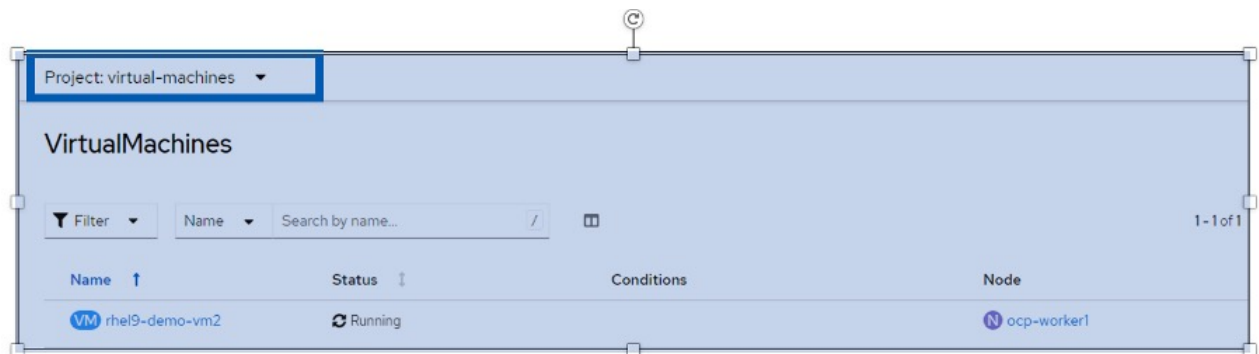 Project: virtual-machines
VirtualMachines
Filter Name Search by name... / 1-1 of 1
Name Status Conditions Node
VM rhel9-demo-vm2 Running N ocp-worker1